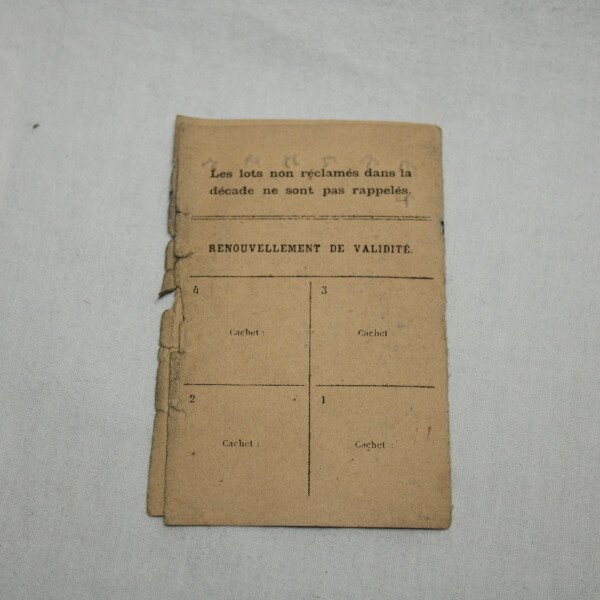 Les lots non réclamés dans la
décade ne sont pas rappelés.
RENOUVELLEMENT DE VALIDITÉ.
4
3
Cachet :
Cachet :
2
1
Cachet :
Cachet :